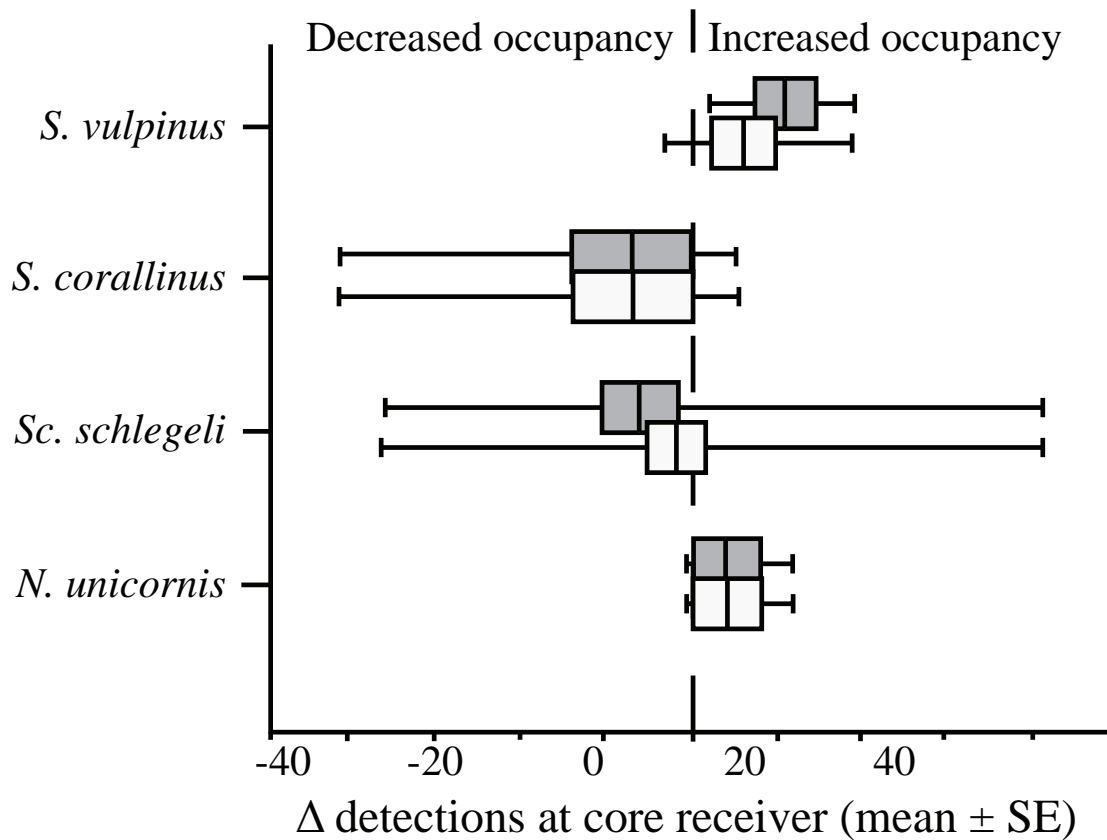 Decreased occupancy Increased occupancy
S. vulpinus
S. corallinus
Sc. schlegeli
N. unicornis
-40 -20 0 20 40
Δ detections at core receiver (mean ± SE)